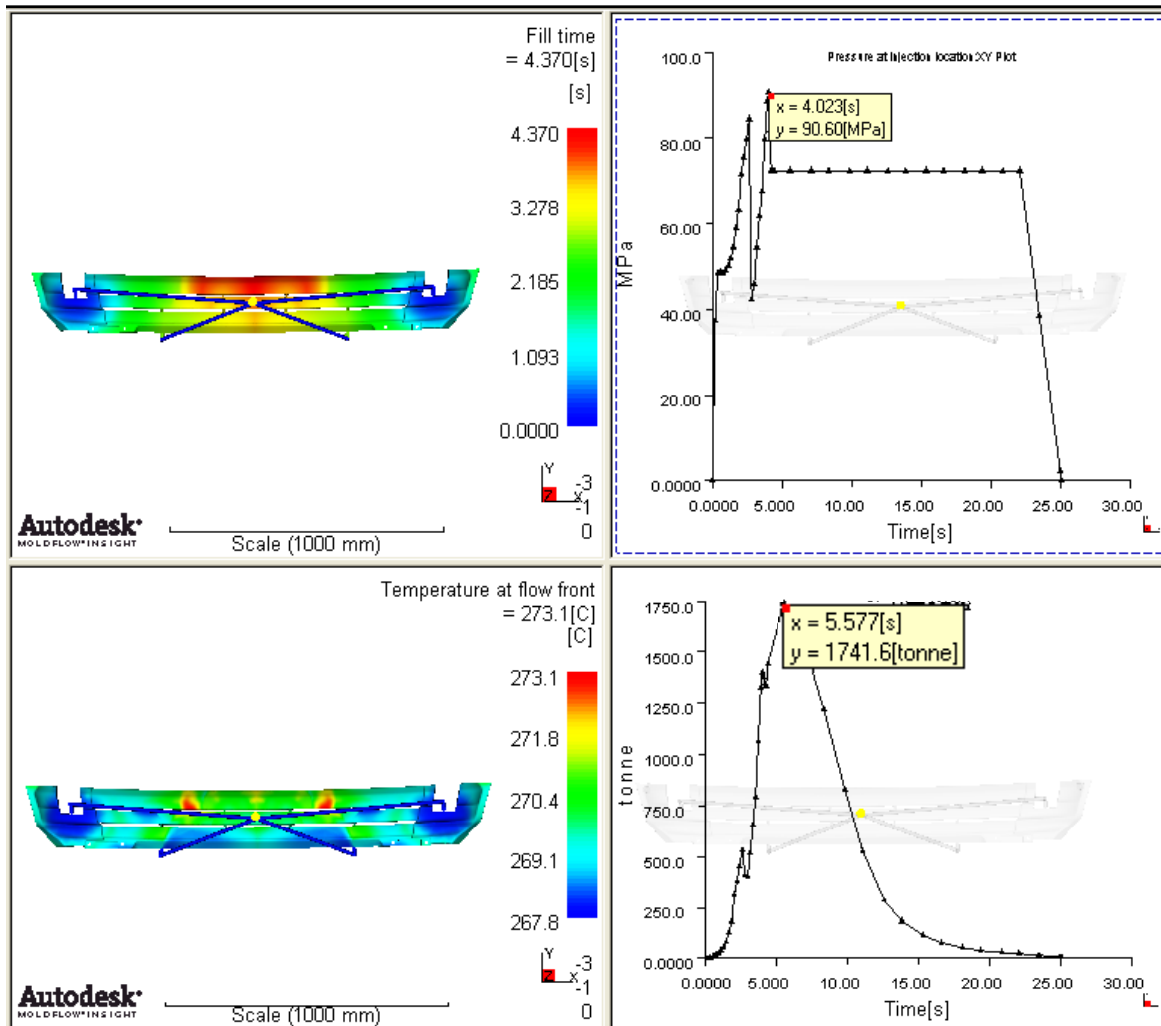 Fill time
= 4.370[s]
[s]
4.370
3.278
2.185
1.093
0.0000
Y
Z
X
-3
-1
0
Autodesk
MOLDFLOW INSIGHT
Scale (1000 mm)
Pressure at injection location:XY Plot
100.0
80.00
60.00
40.00
20.00
0.0000
MPa
x = 4.023[s]
y = 90.60[MPa]
0.0000
5.0000
10.00
15.00
20.00
25.00
30.00
Time[s]
Temperature at flow front
= 273.1[C]
[C]
273.1
271.8
270.4
269.1
267.8
Y
Z
X
-3
-1
0
Autodesk
MOLDFLOW INSIGHT
Scale (1000 mm)
1750.0
1500.0
1250.0
1000.0
750.0
500.0
250.0
0.0000
tonne
x = 5.577[s]
y = 1741.6[tonne]
0.0000
5.0000
10.00
15.00
20.00
25.00
30.00
Time[s]